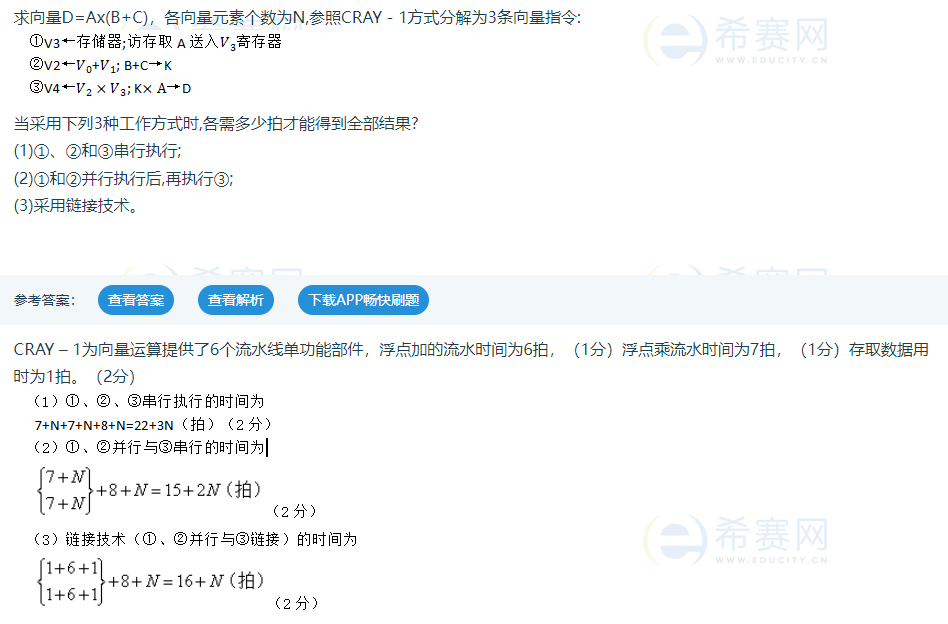 求向量D=Ax(B+C)，各向量元素个数为N,参照CRAY - 1方式分解为3条向量指令:
①V3←存储器;访存取 A 送入V₃寄存器
②V2←V₀+V₁; B+C→K
③V4←V₂ × V₃; K× A→D
当采用下列3种工作方式时,各需多少拍才能得到全部结果?
(1)①、②和③串行执行;
(2)①和②并行执行后,再执行③;
(3)采用链接技术。
希赛网
WWW.EDUCITY.CN
参考答案：
查看答案
查看解析
下载APP畅快刷题
CRAY – 1为向量运算提供了6个流水线单功能部件，浮点加的流水时间为6拍，（1分）浮点乘流水时间为7拍，（1分）存取数据用
时为1拍。（2分）
（1）①、②、③串行执行的时间为
7+N+7+N+8+N=22+3N（拍）（2 分）
（2）①、②并行与③串行的时间为
{7+N
7+N}+8+N=15+2N（拍）
（2 分）
（3）链接技术（①、②并行与③链接）的时间为
{1+6+1
1+6+1}+8+N=16+N（拍）
（2 分）
希赛网
WWW.EDUCITY.CN